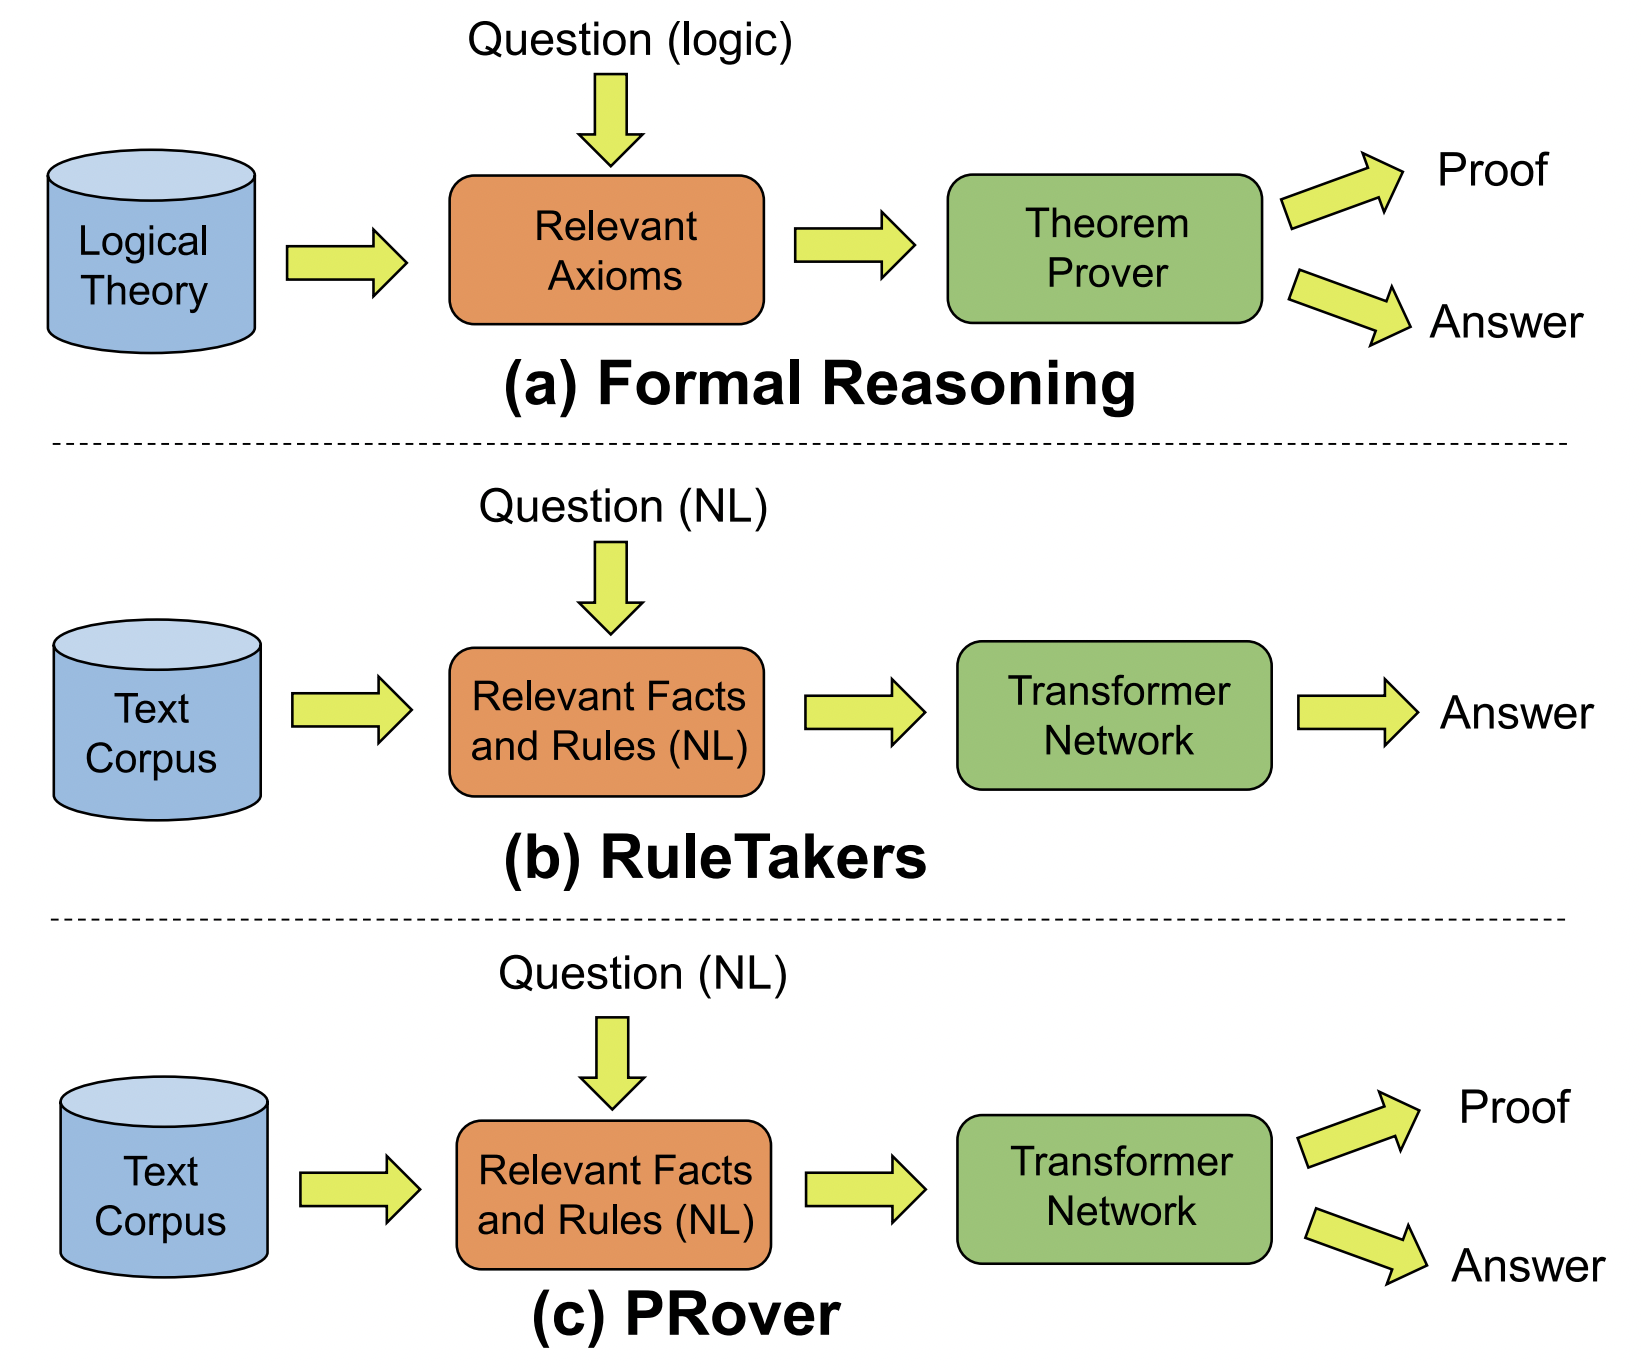 Question (logic)
Logical
Theory
Relevant
Axioms
Theorem
Prover
Proof
Answer
(a) Formal Reasoning
Question (NL)
Text
Corpus
Relevant Facts
and Rules (NL)
Transformer
Network
Answer
(b) RuleTakers
Question (NL)
Text
Corpus
Relevant Facts
and Rules (NL)
Transformer
Network
Proof
Answer
(c) PRover